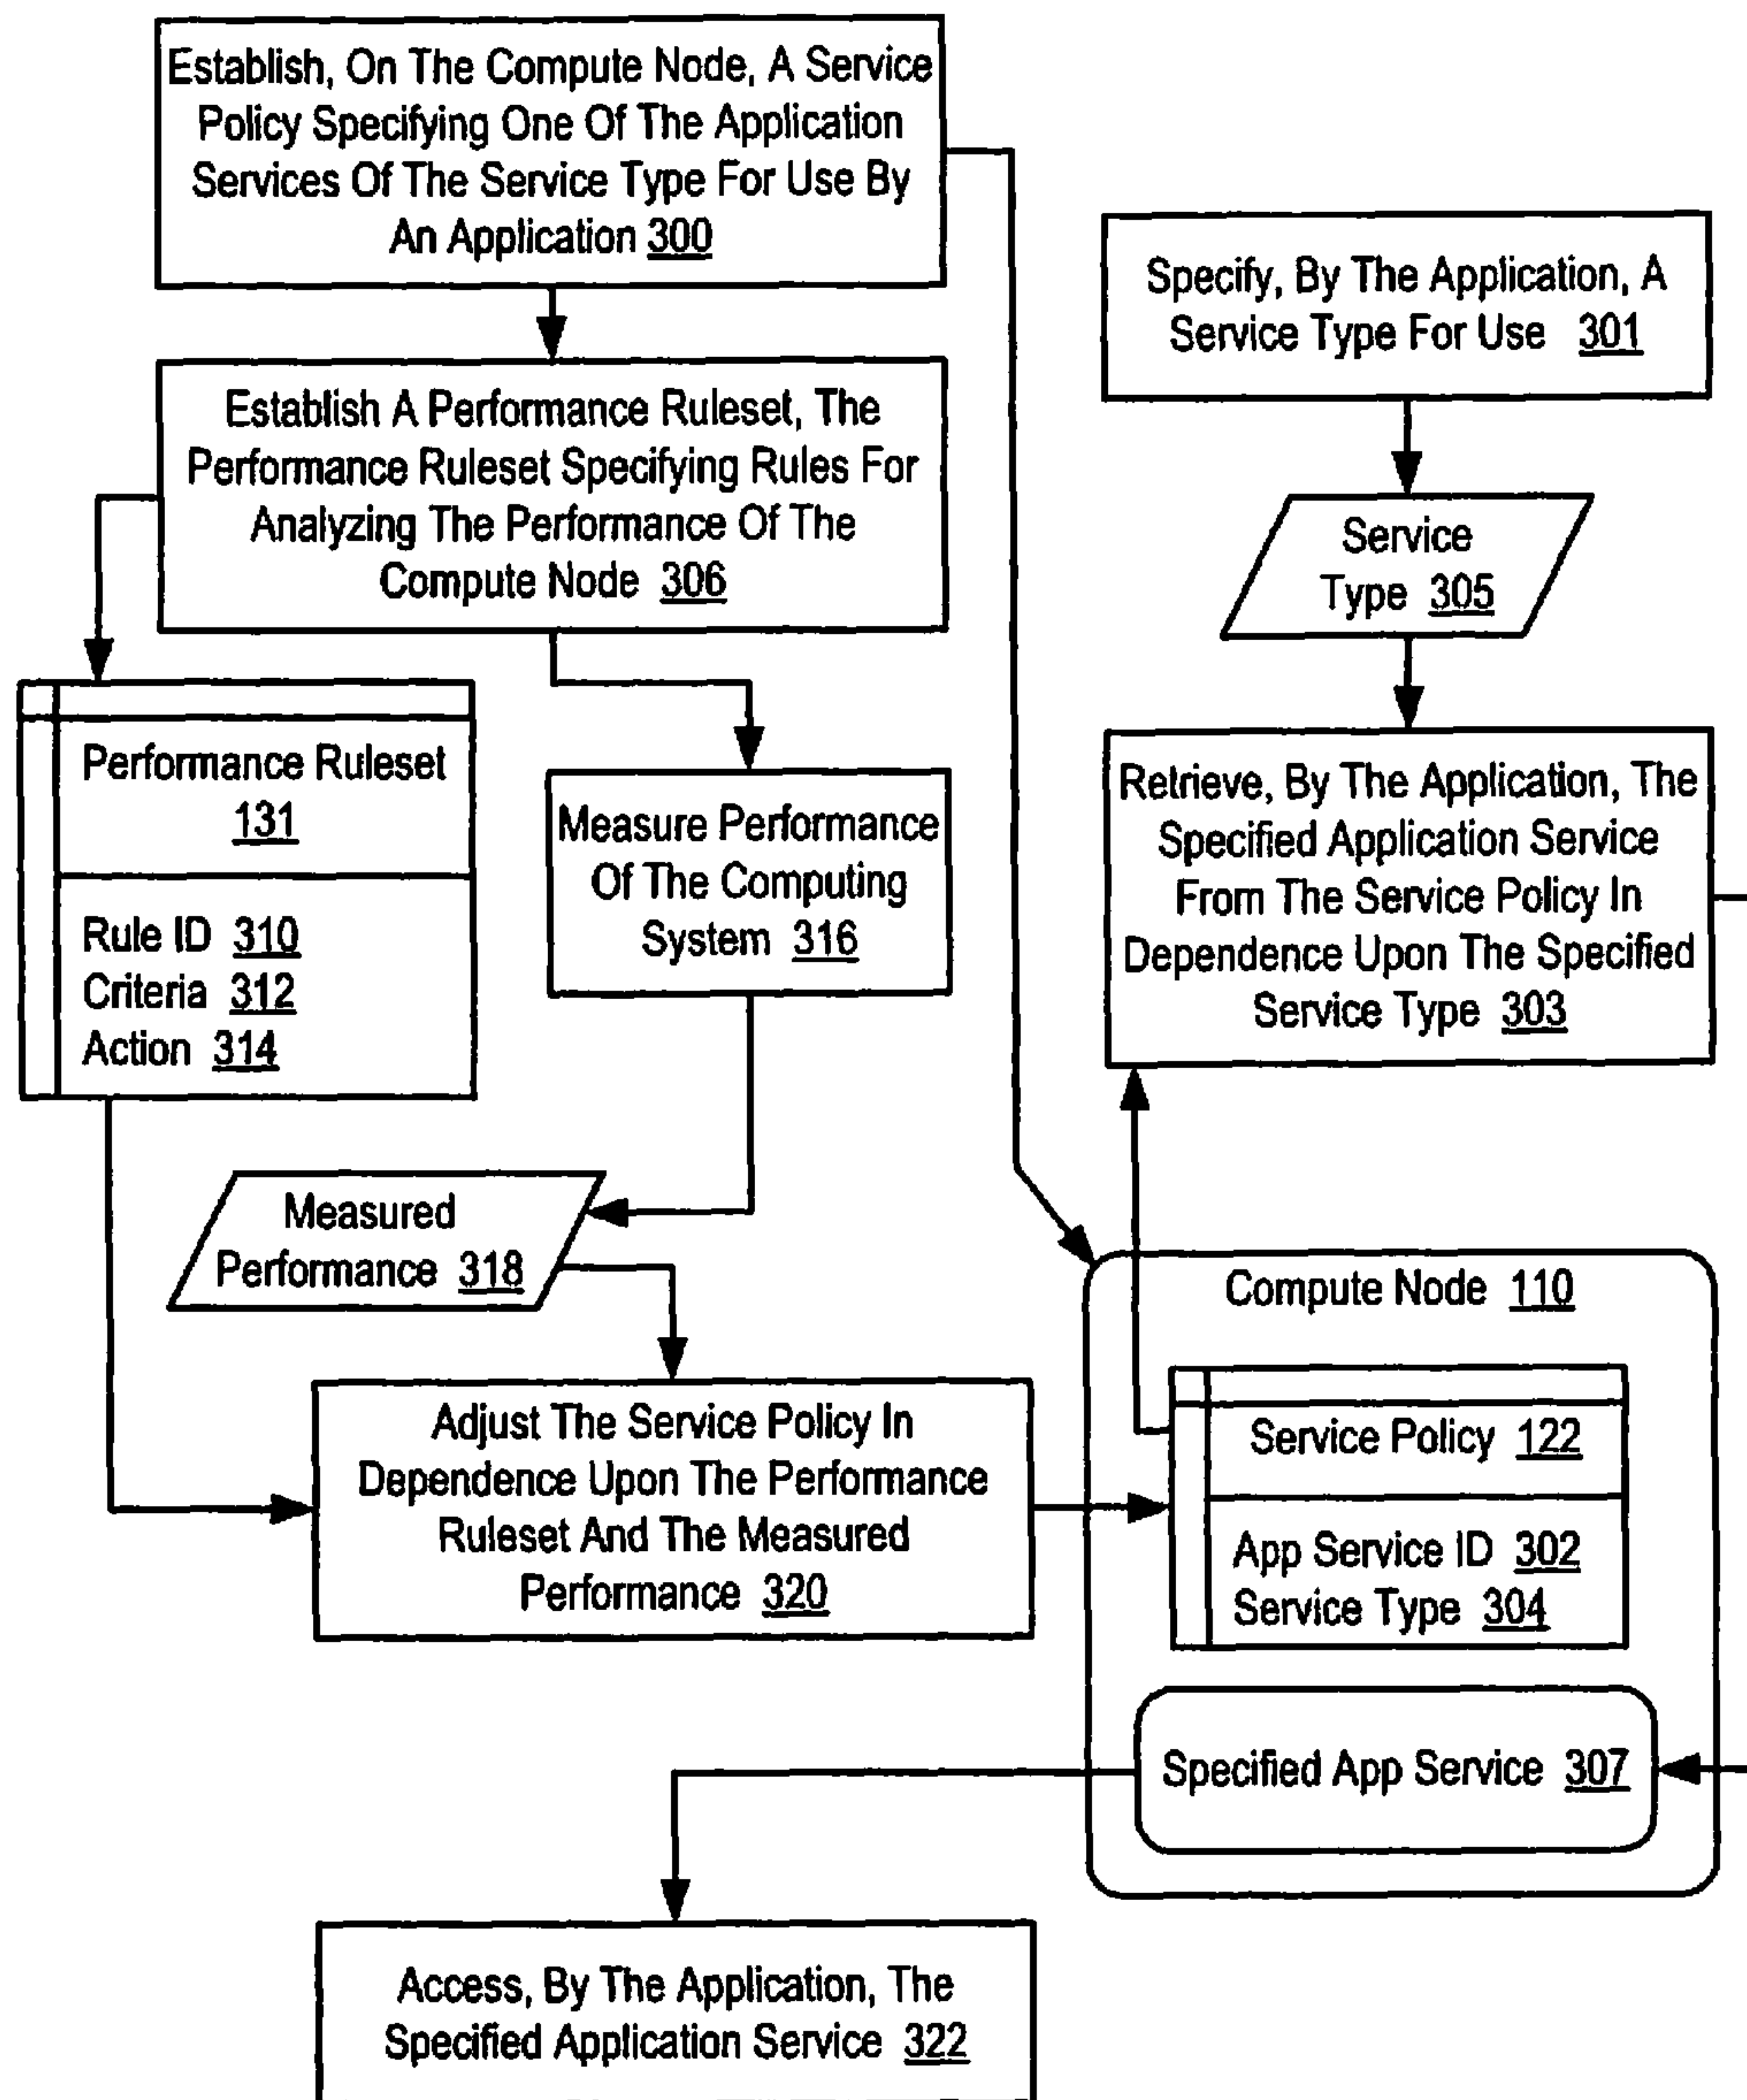 Establish, On The Compute Node, A Service
Policy Specifying One Of The Application
Services Of The Service Type For Use By
An Application 300
Specify, By The Application, A
Service Type For Use 301
Establish A Performance Ruleset, The
Performance Ruleset Specifying Rules For
Analyzing The Performance Of The
Compute Node 306
Service
Type 305
Performance Ruleset
131
Rule ID 310
Criteria 312
Action 314
Measure Performance
Of The Computing
System 316
Retrieve, By The Application, The
Specified Application Service
From The Service Policy In
Dependence Upon The Specified
Service Type 303
Measured
Performance 318
Compute Node 110
Adjust The Service Policy In
Dependence Upon The Performance
Ruleset And The Measured
Performance 320
Service Policy 122
App Service ID 302
Service Type 304
Specified App Service 307
Access, By The Application, The
Specified Application Service 322